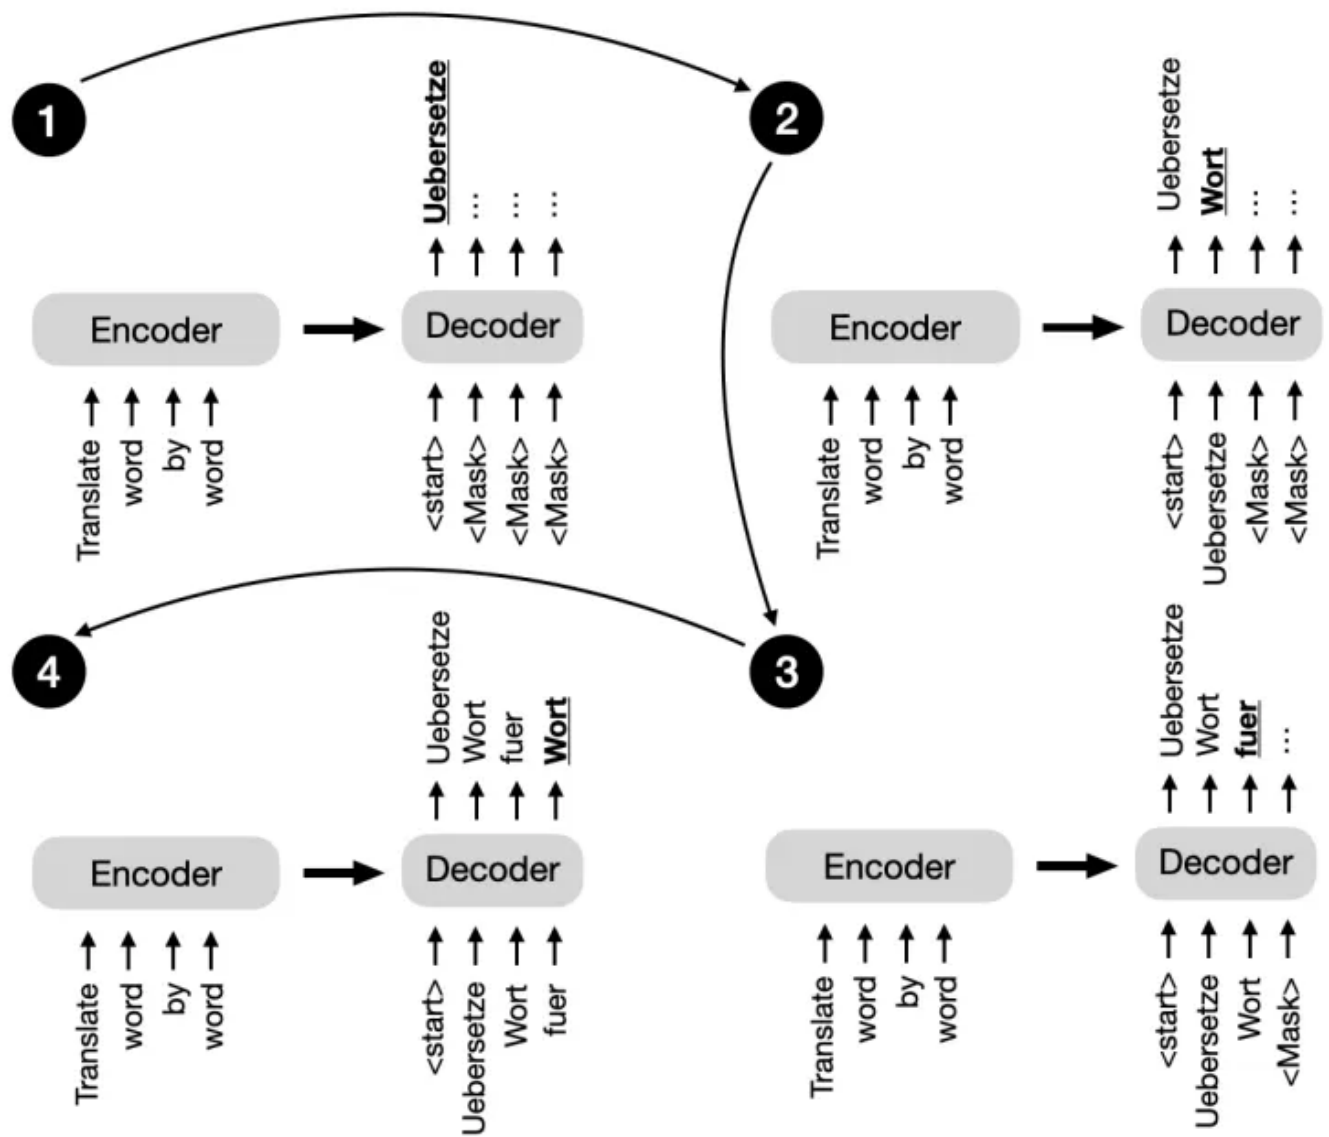 1
Uebersetze
...
...
...
Encoder
Decoder
Translate
word
by
word
<start>
<Mask>
<Mask>
<Mask>
2
Uebersetze
Wort
...
...
Encoder
Decoder
Translate
word
by
word
<start>
Uebersetze
<Mask>
<Mask>
3
Uebersetze
Wort
fuer
...
Encoder
Decoder
Translate
word
by
word
<start>
Uebersetze
Wort
<Mask>
4
Uebersetze
Wort
fuer
Wort
Encoder
Decoder
Translate
word
by
word
<start>
Uebersetze
Wort
fuer